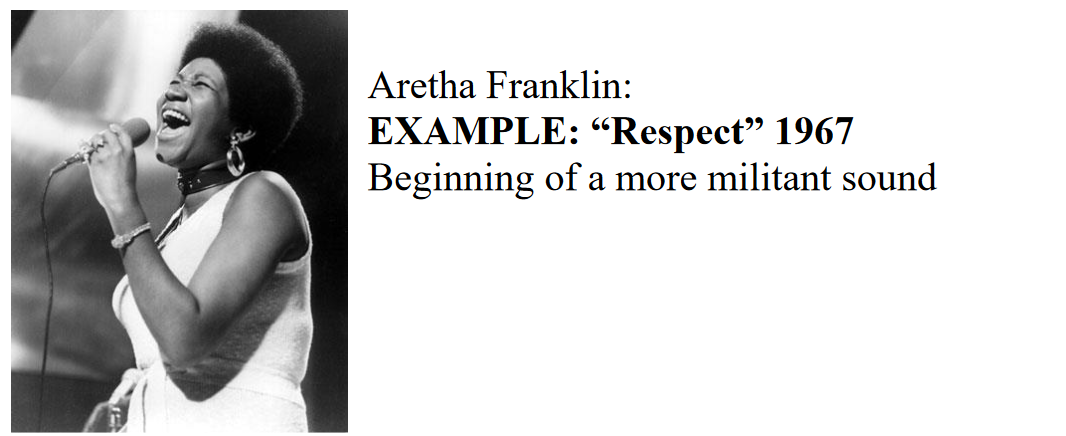 Aretha Franklin:
EXAMPLE: “Respect” 1967
Beginning of a more militant sound